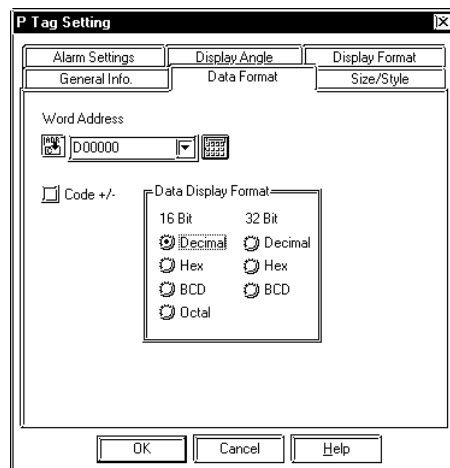 P Tag Setting
Alarm Settings Display Angle Display Format
General Info. Data Format Size/Style
Word Address
D00000
Code +/- Data Display Format
16 Bit 32 Bit
Decimal Decimal
Hex Hex
BCD BCD
Octal
OK Cancel Help